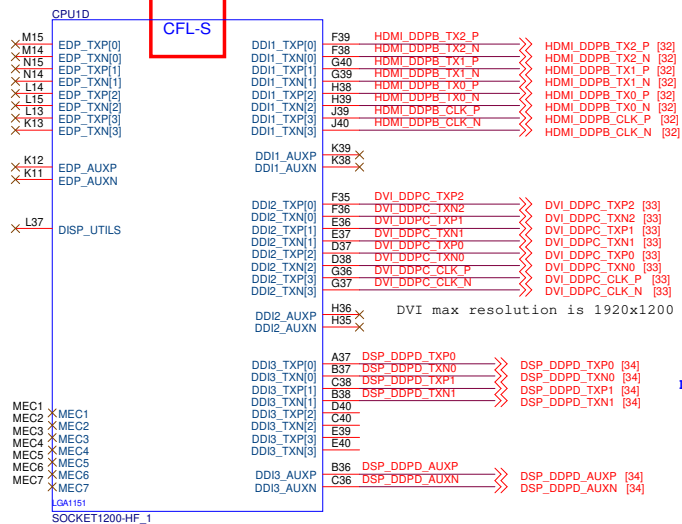 CPU1D
CFL-S
M15 EDP_TXP[0] DDI1_TXP[0] F39 HDMI_DDPB_TX2_P HDMI_DDPB_TX2_P [32]
M14 EDP_TXN[0] DDI1_TXN[0] F38 HDMI_DDPB_TX2_N HDMI_DDPB_TX2_N [32]
N15 EDP_TXP[1] DDI1_TXP[1] G40 HDMI_DDPB_TX1_P HDMI_DDPB_TX1_P [32]
N14 EDP_TXN[1] DDI1_TXN[1] G39 HDMI_DDPB_TX1_N HDMI_DDPB_TX1_N [32]
L14 EDP_TXP[2] DDI1_TXP[2] H38 HDMI_DDPB_TX0_P HDMI_DDPB_TX0_P [32]
L15 EDP_TXN[2] DDI1_TXN[2] H39 HDMI_DDPB_TX0_N HDMI_DDPB_TX0_N [32]
L13 EDP_TXP[3] DDI1_TXP[3] J39 HDMI_DDPB_CLK_P HDMI_DDPB_CLK_P [32]
K13 EDP_TXN[3] DDI1_TXN[3] J40 HDMI_DDPB_CLK_N HDMI_DDPB_CLK_N [32]
DDI1_AUXP K39
DDI1_AUXN K38
K12 EDP_AUXP
K11 EDP_AUXN
DDI2_TXP[0] F35 DVI_DDPC_TXP2 DVI_DDPC_TXP2 [33]
DDI2_TXN[0] F36 DVI_DDPC_TXN2 DVI_DDPC_TXN2 [33]
L37 DISP_UTILS DDI2_TXP[1] E36 DVI_DDPC_TXP1 DVI_DDPC_TXP1 [33]
DDI2_TXN[1] E37 DVI_DDPC_TXN1 DVI_DDPC_TXN1 [33]
DDI2_TXP[2] D37 DVI_DDPC_TXP0 DVI_DDPC_TXP0 [33]
DDI2_TXN[2] D38 DVI_DDPC_TXN0 DVI_DDPC_TXN0 [33]
DDI2_TXP[3] G36 DVI_DDPC_CLK_P DVI_DDPC_CLK_P [33]
DDI2_TXN[3] G37 DVI_DDPC_CLK_N DVI_DDPC_CLK_N [33]
DDI2_AUXP H36
DDI2_AUXN H35
DVI max resolution is 1920x1200
DDI3_TXP[0] A37 DSP_DDPD_TXP0 DSP_DDPD_TXP0 [34]
DDI3_TXN[0] B37 DSP_DDPD_TXN0 DSP_DDPD_TXN0 [34]
DDI3_TXP[1] C38 DSP_DDPD_TXP1 DSP_DDPD_TXP1 [34]
DDI3_TXN[1] B38 DSP_DDPD_TXN1 DSP_DDPD_TXN1 [34]
MEC1 MEC1 DDI3_TXP[2] D40
MEC2 MEC2 DDI3_TXN[2] C40
MEC3 MEC3 DDI3_TXP[3] E39
MEC4 MEC4 DDI3_TXN[3] E40
MEC5 MEC5
MEC6 MEC6 DDI3_AUXP B36 DSP_DDPD_AUXP DSP_DDPD_AUXP [34]
MEC7 MEC7 DDI3_AUXN C36 DSP_DDPD_AUXN DSP_DDPD_AUXN [34]
LGA1151
SOCKET1200-HF_1